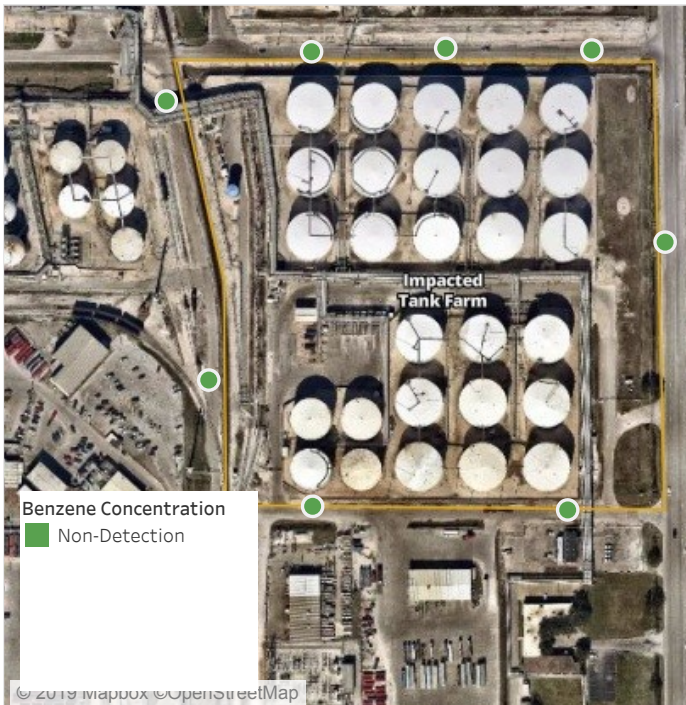 Impacted
Tank Farm
Benzene Concentration
Non-Detection
© 2019 Mapbox ©OpenStreetMap